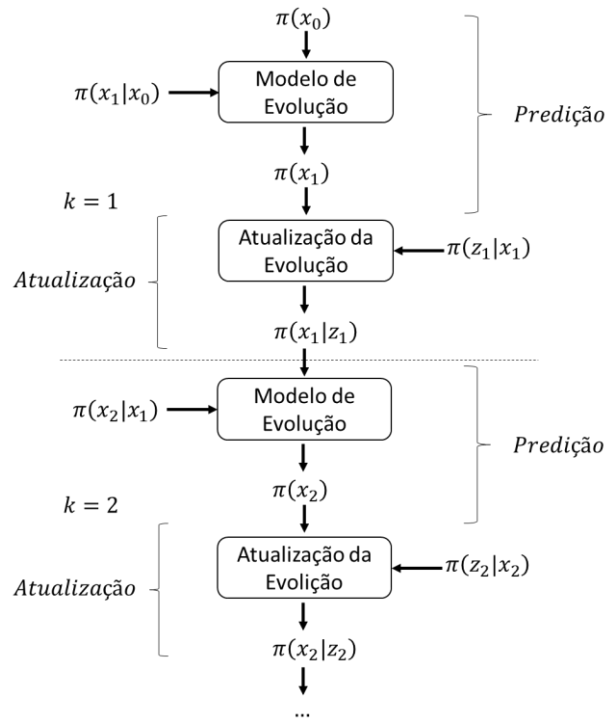 π(x₀)
Modelo de
Evolução
π(x₁|x₀)
Predição
π(x₁)
k = 1
Atualização da
Evolução
π(z₁|x₁)
Atualização
π(x₁|z₁)
Modelo de
Evolução
π(x₂|x₁)
Predição
π(x₂)
k = 2
Atualização da
Evolição
π(z₂|x₂)
Atualização
π(x₂|z₂)
...